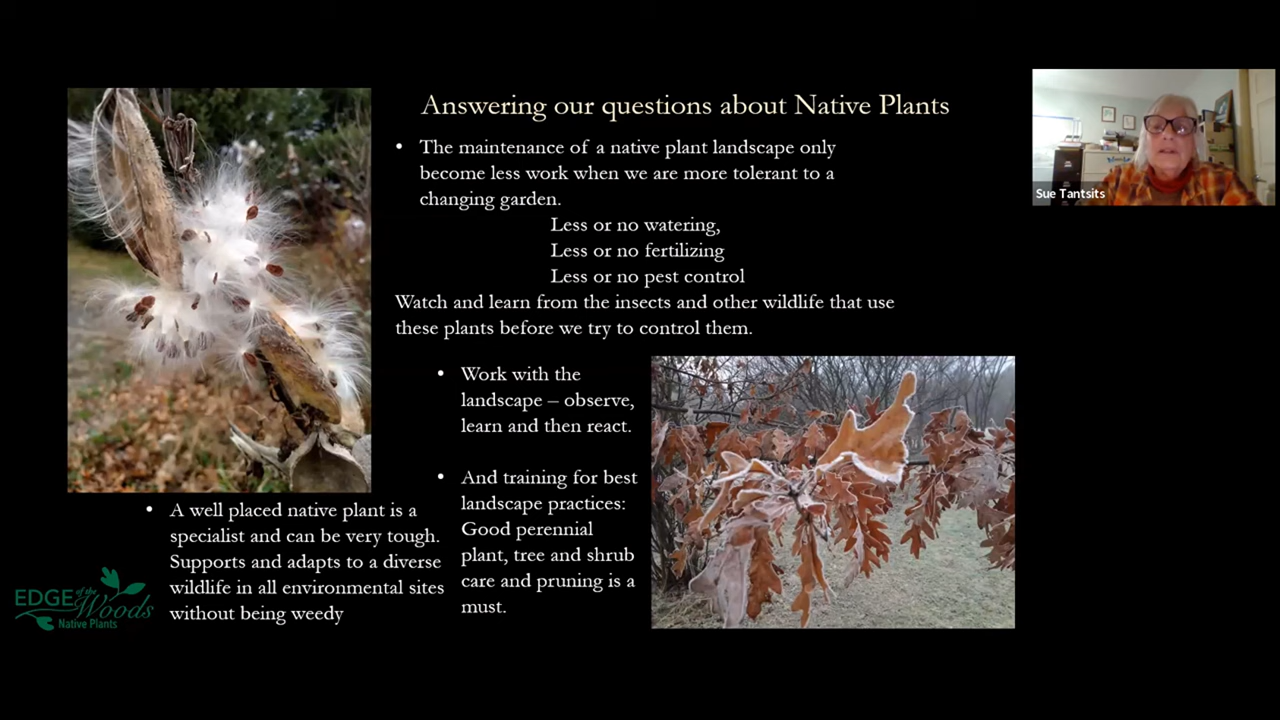 Answering our questions about Native Plants
• The maintenance of a native plant landscape only
become less work when we are more tolerant to a
changing garden.
Less or no watering,
Less or no fertilizing
Less or no pest control
Watch and learn from the insects and other wildlife that use
these plants before we try to control them.
• Work with the
landscape – observe,
learn and then react.
• And training for best
landscape practices:
Good perennial
plant, tree and shrub
care and pruning is a
must.
• A well placed native plant is a
specialist and can be very tough.
Supports and adapts to a diverse
wildlife in all environmental sites
without being weedy
EDGE of the Woods
Native Plants
Sue Tantsits